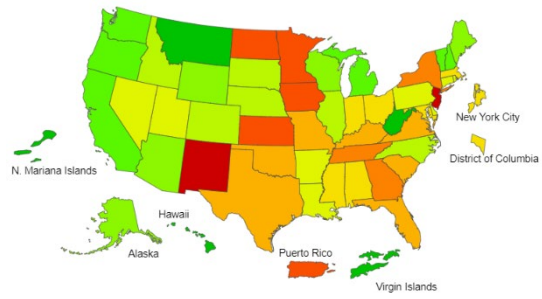 New York City
District of Columbia
N. Mariana Islands
Hawaii
Alaska
Puerto Rico
Virgin Islands